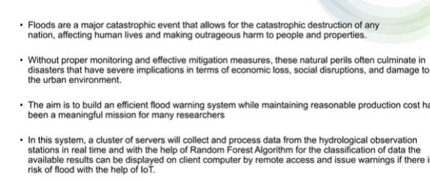 • Floods are a major catastrophic event that allows for the catastrophic destruction of any
nation, affecting human lives and making outrageous harm to people and properties.
• Without proper monitoring and effective mitigation measures, these natural perils often culminate in
disasters that have severe implications in terms of economic loss, social disruptions, and damage to
the urban environment.
• The aim is to build an efficient flood warning system while maintaining reasonable production cost ha
been a meaningful mission for many researchers
• In this system, a cluster of servers will collect and process data from the hydrological observation
stations in real time and with the help of Random Forest Algorithm for the classification of data the
available results can be displayed on client computer by remote access and issue warnings if there i
risk of flood with the help of IoT.